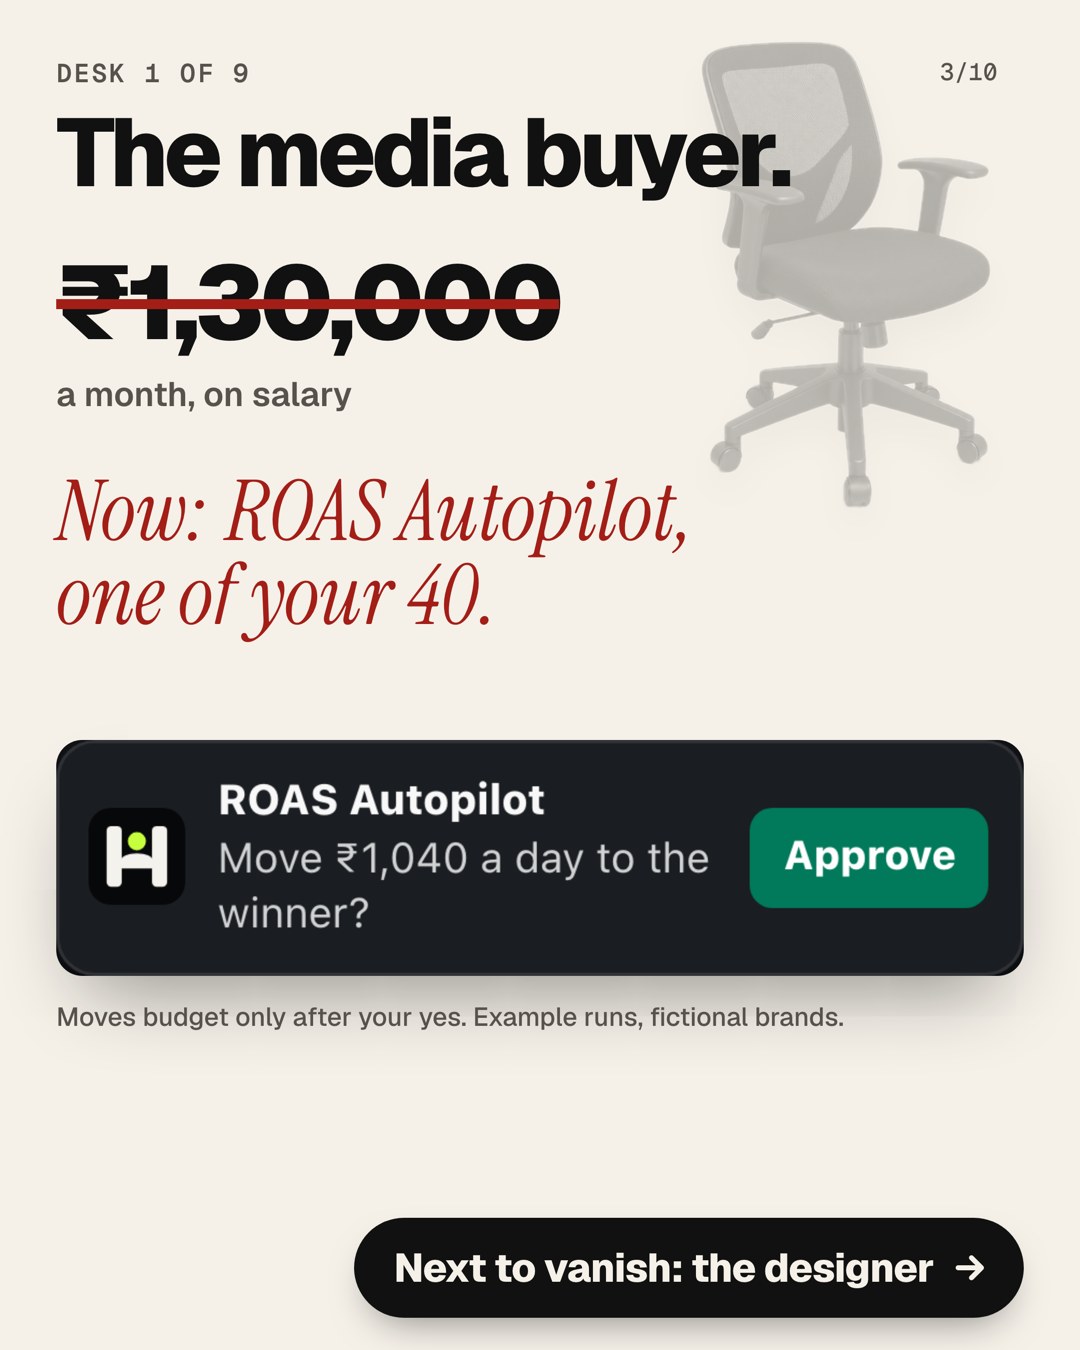 DESK 1 OF 9
3/10
The media buyer.
₹1,30,000
a month, on salary
Now: ROAS Autopilot,
one of your 40.
ROAS Autopilot
Move ₹1,040 a day to the
winner?
Approve
Moves budget only after your yes. Example runs, fictional brands.
Next to vanish: the designer →